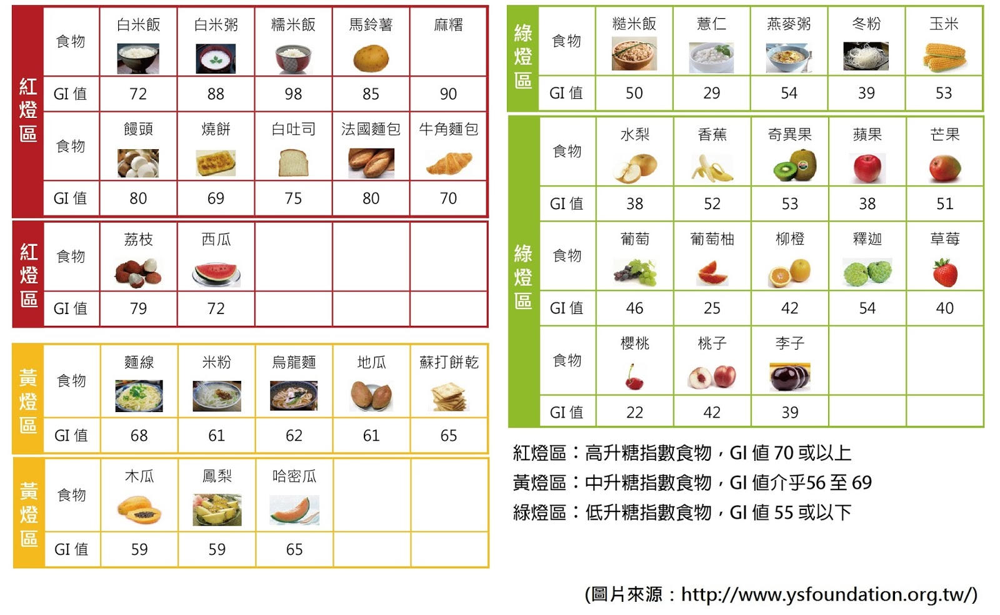 紅燈區
食物 白米飯 白米粥 糯米飯 馬鈴薯 麻糬
GI 值 72 88 98 85 90
食物 饅頭 燒餅 白吐司 法國麵包 牛角麵包
GI 值 80 69 75 80 70
紅燈區
食物 荔枝 西瓜
GI 值 79 72
黃燈區
食物 麵線 米粉 烏龍麵 地瓜 蘇打餅乾
GI 值 68 61 62 61 65
黃燈區
食物 木瓜 鳳梨 哈密瓜
GI 值 59 59 65
綠燈區
食物 糙米飯 薏仁 燕麥粥 冬粉 玉米
GI 值 50 29 54 39 53
綠燈區
食物 水梨 香蕉 奇異果 蘋果 芒果
GI 值 38 52 53 38 51
食物 葡萄 葡萄柚 柳橙 釋迦 草莓
GI 值 46 25 42 54 40
食物 櫻桃 桃子 李子
GI 值 22 42 39
紅燈區：高升糖指數食物，GI 值 70 或以上
黃燈區：中升糖指數食物，GI 值介乎56 至 69
綠燈區：低升糖指數食物，GI 值 55 或以下
(圖片來源：http://www.ysfoundation.org.tw/)